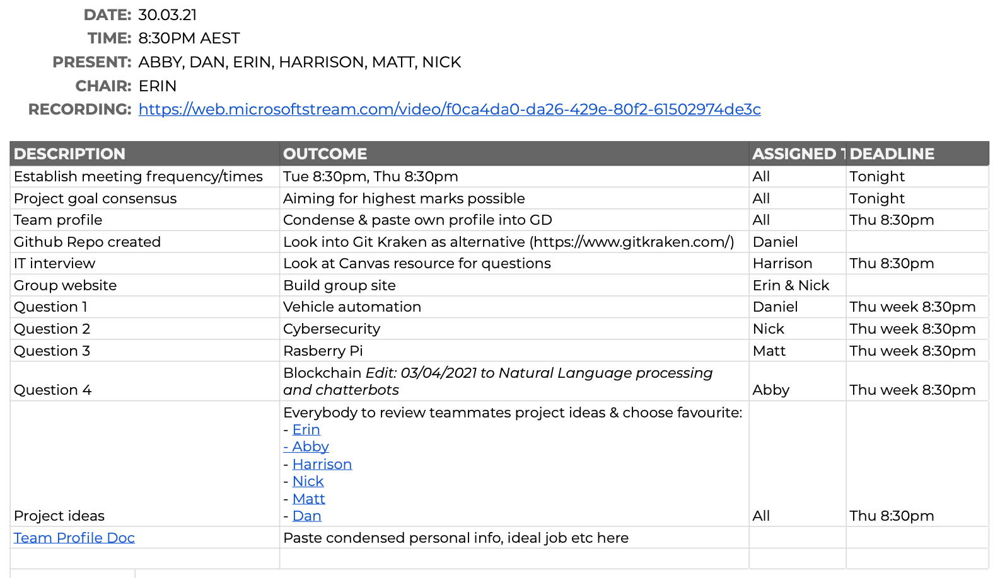 DATE: 30.03.21
TIME: 8:30PM AEST
PRESENT: ABBY, DAN, ERIN, HARRISON, MATT, NICK
CHAIR: ERIN
RECORDING: https://web.microsoftstream.com/video/f0ca4da0-da26-429e-80f2-61502974de3c
DESCRIPTION OUTCOME ASSIGNED T DEADLINE
Establish meeting frequency/times Tue 8:30pm, Thu 8:30pm All Tonight
Project goal consensus Aiming for highest marks possible All Tonight
Team profile Condense & paste own profile into GD All Thu 8:30pm
Github Repo created Look into Git Kraken as alternative (https://www.gitkraken.com/) Daniel
IT interview Look at Canvas resource for questions Harrison Thu 8:30pm
Group website Build group site Erin & Nick
Question 1 Vehicle automation Daniel Thu week 8:30pm
Question 2 Cybersecurity Nick Thu week 8:30pm
Question 3 Rasberry Pi Matt Thu week 8:30pm
Blockchain Edit: 03/04/2021 to Natural Language processing
Question 4 and chatterbots Abby Thu week 8:30pm
Everybody to review teammates project ideas & choose favourite:
- Erin
- Abby
- Harrison
- Nick
- Matt
Project ideas - Dan All Thu 8:30pm
Team Profile Doc Paste condensed personal info, ideal job etc here